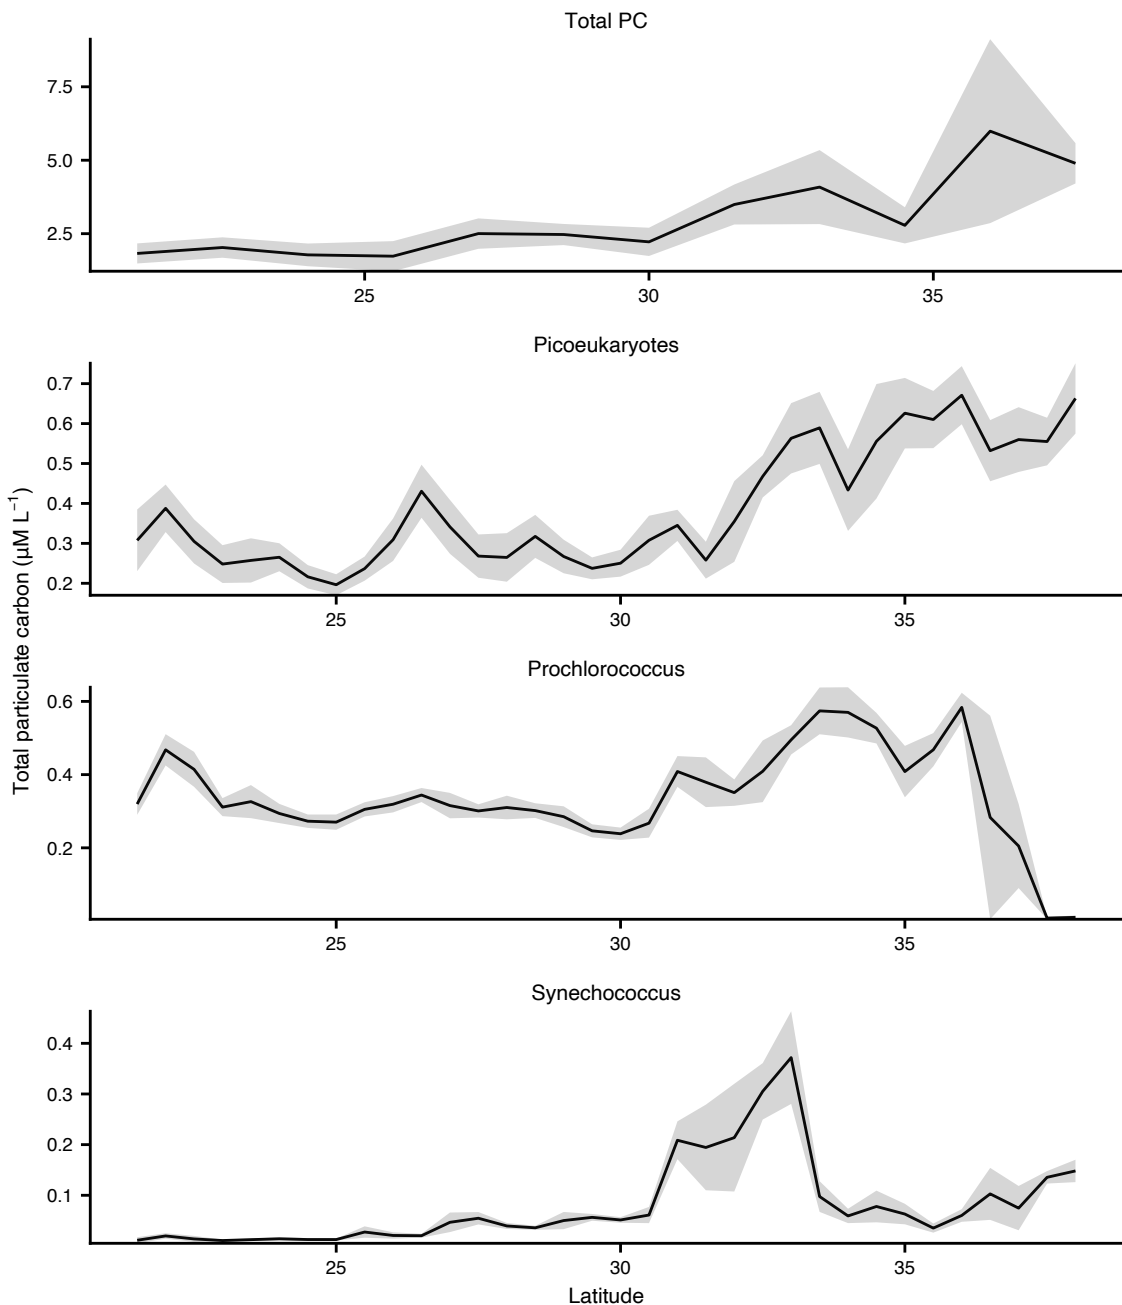 Total PC
7.5
5.0
2.5
25 30 35
Picoeukaryotes
0.7
0.6
0.5
0.4
0.3
0.2
25 30 35
Total particulate carbon (µM L⁻¹)
Prochlorococcus
0.6
0.4
0.2
25 30 35
Synechococcus
0.4
0.3
0.2
0.1
25 30 35
Latitude